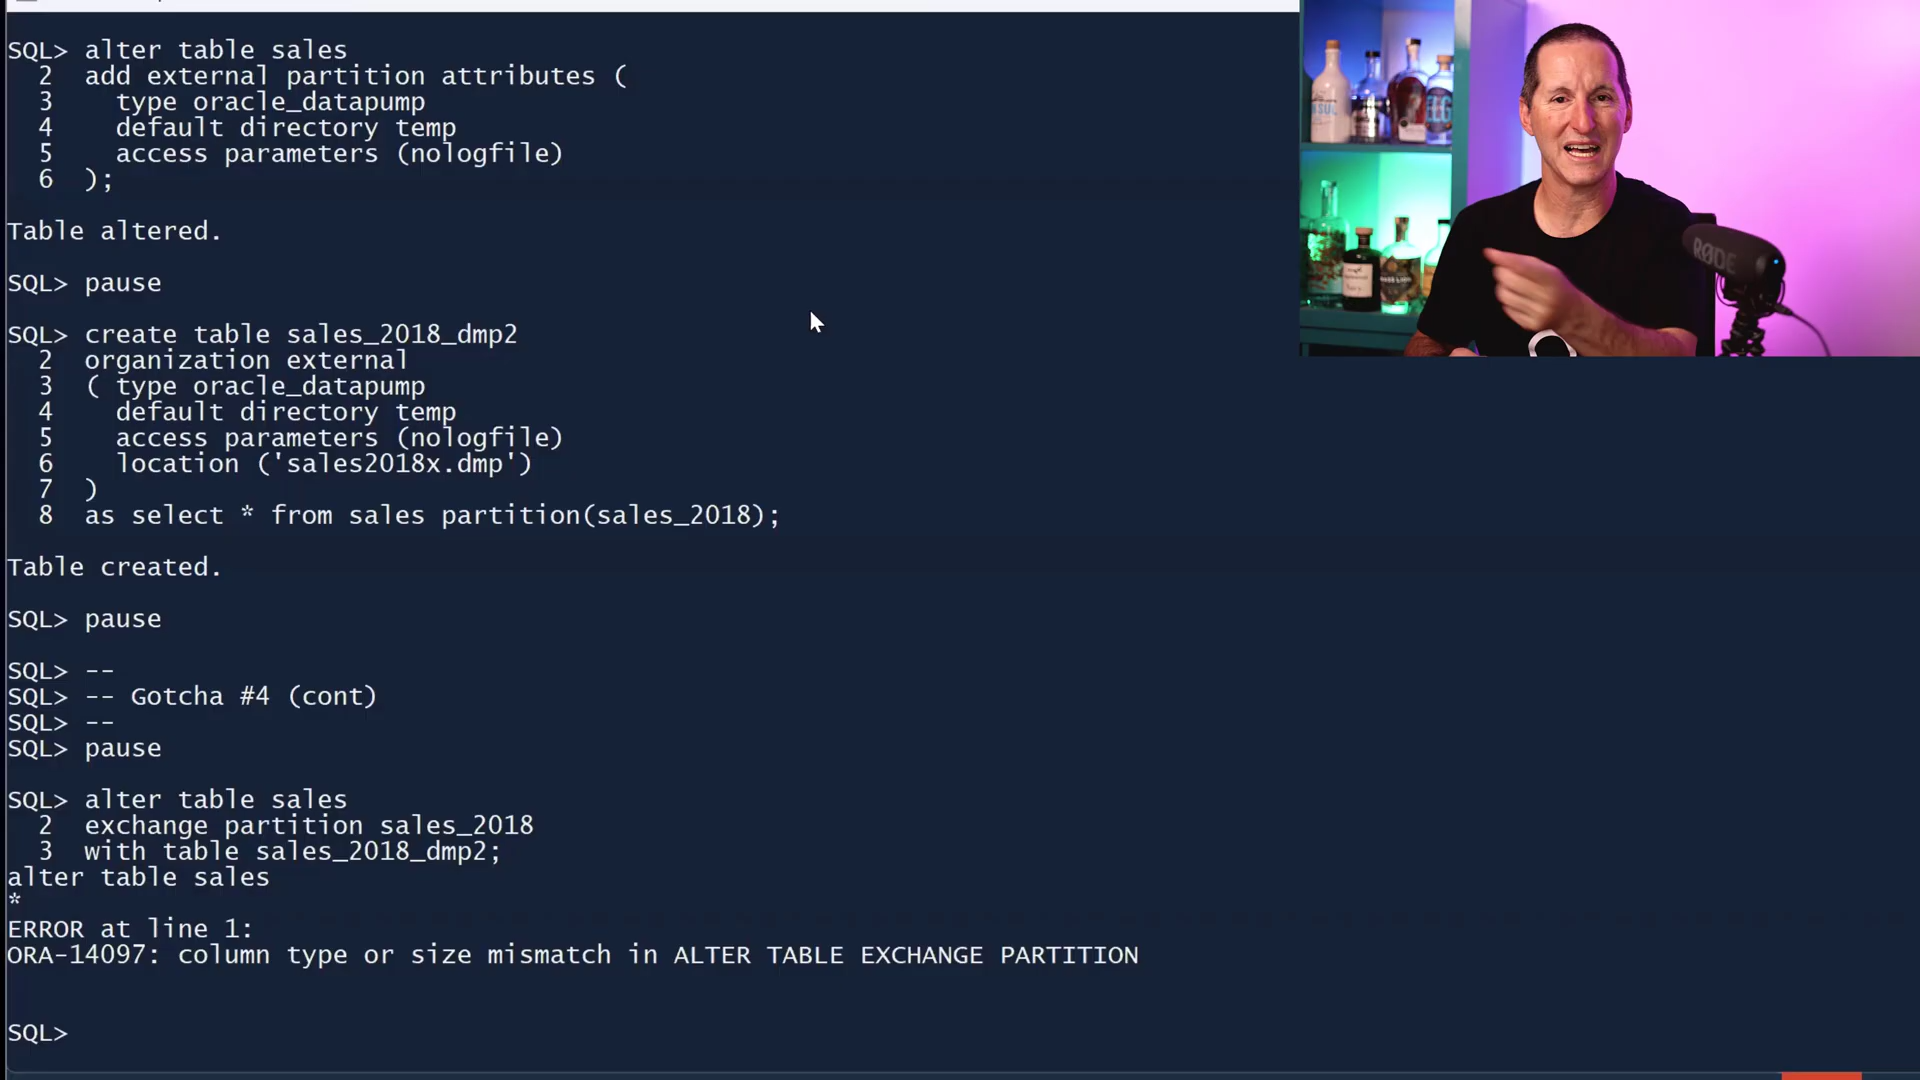 SQL> alter table sales
2 add external partition attributes (
3 type oracle_datapump
4 default directory temp
5 access parameters (nologfile)
6 );
Table altered.
SQL> pause
SQL> create table sales_2018_dmp2
2 organization external
3 ( type oracle_datapump
4 default directory temp
5 access parameters (nologfile)
6 location ('sales2018x.dmp')
7 )
8 as select * from sales partition(sales_2018);
Table created.
SQL> pause
SQL> --
SQL> -- Gotcha #4 (cont)
SQL> --
SQL> pause
SQL> alter table sales
2 exchange partition sales_2018
3 with table sales_2018_dmp2;
alter table sales
*
ERROR at line 1:
ORA-14097: column type or size mismatch in ALTER TABLE EXCHANGE PARTITION
SQL>
RØDE